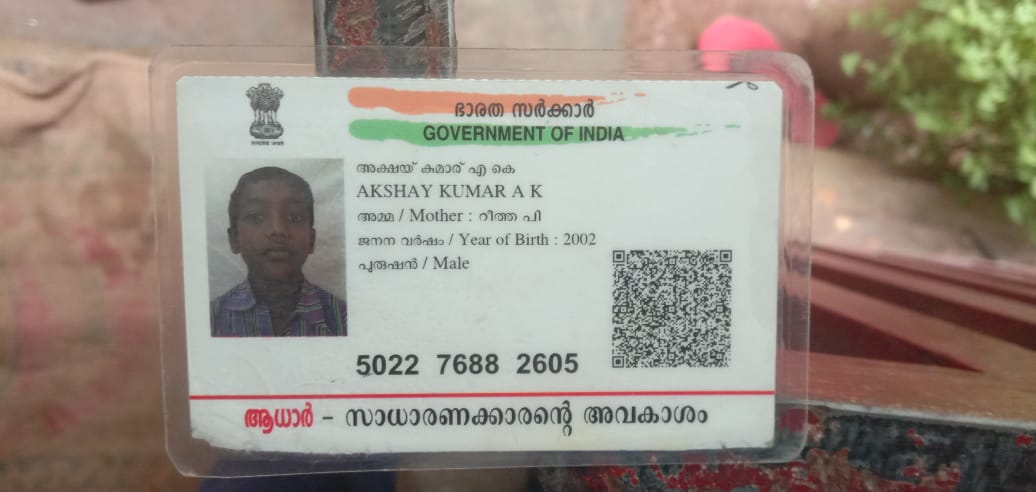 ഭാരത സർക്കാർ
GOVERNMENT OF INDIA
അക്ഷയ് കുമാര് എ കെ
AKSHAY KUMAR A K
അമ്മ / Mother : റീത്ത പി
ജനന വർഷം / Year of Birth : 2002
പുരുഷൻ / Male
5022 7688 2605
ആധാർ – സാധാരണക്കാരന്റെ അവകാശം